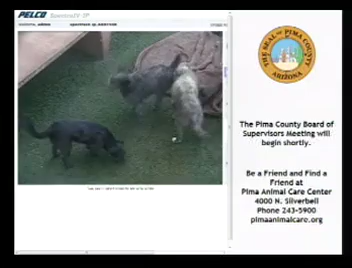 PELCO
THE SEAL OF PIMA COUNTY
ARIZONA
The Pima County Board of
Supervisors Meeting will
begin shortly.
Be a Friend and Find a
Friend at
Pima Animal Care Center
4000 N. Silverbell
Phone 243-5900
pimaanimalcare.org